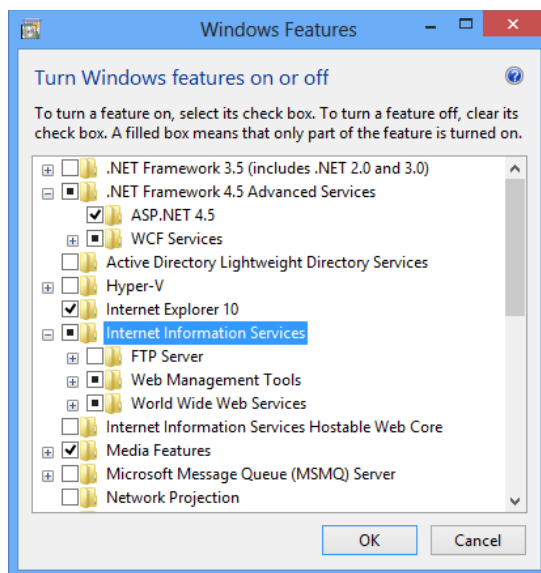 Windows Features
Turn Windows features on or off
To turn a feature on, select its check box. To turn a feature off, clear its
check box. A filled box means that only part of the feature is turned on.
.NET Framework 3.5 (includes .NET 2.0 and 3.0)
.NET Framework 4.5 Advanced Services
ASP.NET 4.5
WCF Services
Active Directory Lightweight Directory Services
Hyper-V
Internet Explorer 10
Internet Information Services
FTP Server
Web Management Tools
World Wide Web Services
Internet Information Services Hostable Web Core
Media Features
Microsoft Message Queue (MSMQ) Server
Network Projection
OK Cancel